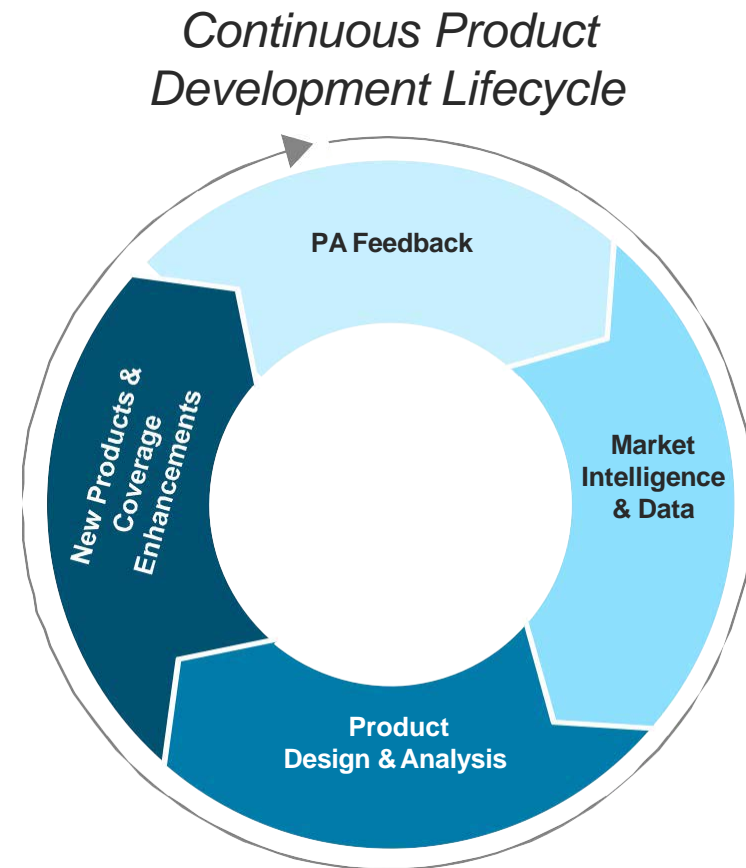 Continuous Product
Development Lifecycle
PA Feedback
Market
Intelligence
& Data
Product
Design & Analysis
New Products &
Coverage
Enhancements